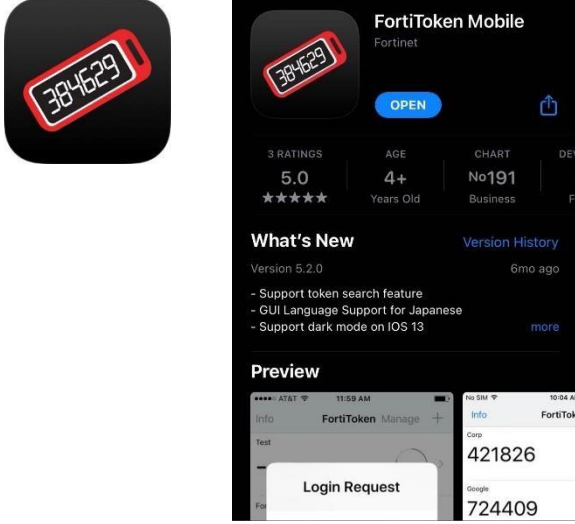 384629
384629
FortiToken Mobile
Fortinet
OPEN
3 RATINGS
AGE
CHART
5.0
4+
No191
★★★★★
Years Old
Business
What's New
Version History
Version 5.2.0
6mo ago
- Support token search feature
- GUI Language Support for Japanese
- Support dark mode on IOS 13
more
Preview
AT&T
11:59 AM
Info
FortiToken
Manage
+
Test
Login Request
No SIM
10:04 A
Info
FortiTok
Corp
421826
Google
724409